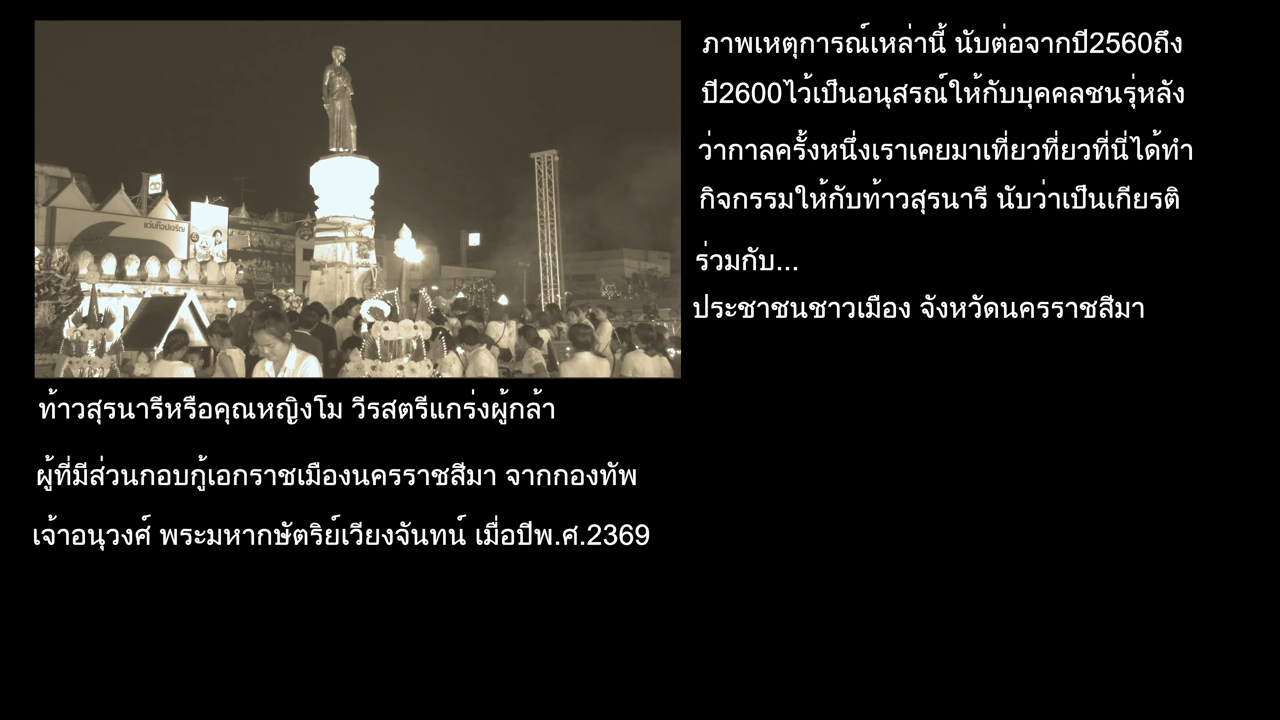 ภาพเหตุการณ์เหล่านี้ นับต่อจากปี2560ถึง
ปี2600ไว้เป็นอนุสรณ์ให้กับบุคคลชนรุ่หลัง
ว่ากาลครั้งหนึ่งเราเคยมาเที่ยวที่ยวที่นี่ได้ทำ
กิจกรรมให้กับท้าวสุรนารี นับว่าเป็นเกียรติ
ร่วมกับ...
ประชาชนชาวเมือง จังหวัดนครราชสีมา
แว่นท็อปเจริญ
ท้าวสุรนารีหรือคุณหญิงโม วีรสตรีแกร่งผู้กล้า
ผู้ที่มีส่วนกอบกู้เอกราชเมืองนครราชสีมา จากกองทัพ
เจ้าอนุวงศ์ พระมหากษัตริย์เวียงจันทน์ เมื่อปีพ.ศ.2369